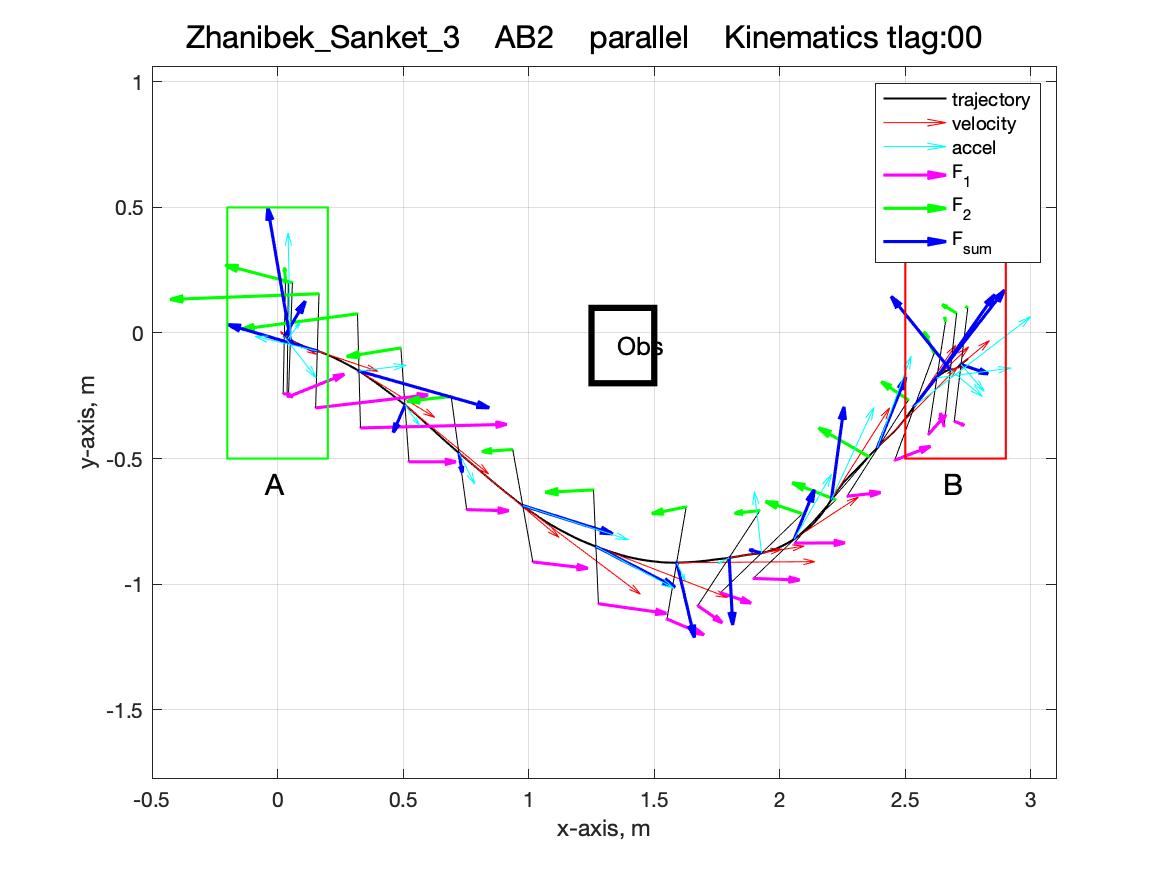 Zhanibek_Sanket_3 AB2 parallel Kinematics tlag:00
trajectory
velocity
accel
F1
F2
Fsum
1
0.5
0
-0.5
-1
-1.5
y-axis, m
Obs
A
B
-0.5 0 0.5 1 1.5 2 2.5 3
x-axis, m